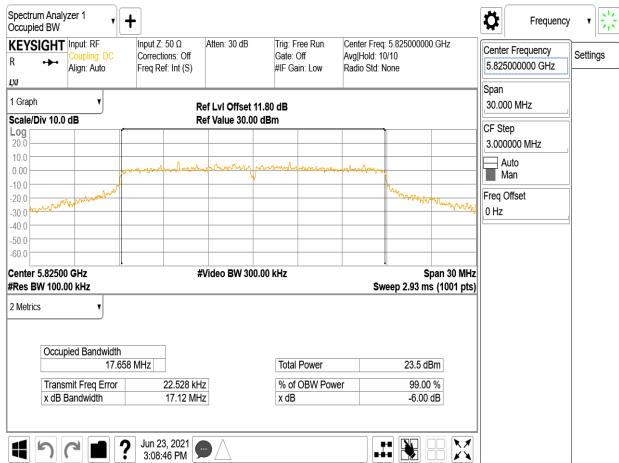 Spectrum Analyzer 1
Occupied BW
Frequency
KEYSIGHT
R
LXI
Input: RF
Coupling: DC
Align: Auto
Input Z: 50 Ω
Corrections: Off
Freq Ref: Int (S)
Atten: 30 dB
Trig: Free Run
Gate: Off
#IF Gain: Low
Center Freq: 5.825000000 GHz
Avg|Hold: 10/10
Radio Std: None
Center Frequency
5.825000000 GHz
Settings
Span
30.000 MHz
CF Step
3.000000 MHz
Auto
Man
Freq Offset
0 Hz
1 Graph
Scale/Div 10.0 dB
Ref Lvl Offset 11.80 dB
Ref Value 30.00 dBm
Log
20.0
10.0
0.00
-10.0
-20.0
-30.0
-40.0
-50.0
-60.0
Center 5.82500 GHz
#Res BW 100.00 kHz
#Video BW 300.00 kHz
Span 30 MHz
Sweep 2.93 ms (1001 pts)
2 Metrics
Occupied Bandwidth
17.658 MHz
Total Power 23.5 dBm
Transmit Freq Error 22.528 kHz
% of OBW Power 99.00 %
x dB Bandwidth 17.12 MHz
x dB -6.00 dB
?
Jun 23, 2021
3:08:46 PM